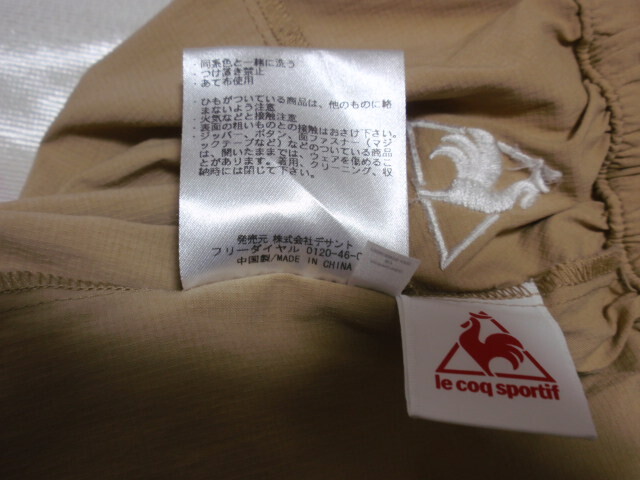 ・同系色と一緒に洗う
・つけ置き禁止
・あて布使用
・ひもがついている商品は、他のものに絡
まないよう注意
・火気などと接触注意
・表面の粗いものとの接触はおさけ下さい。
ジッパー、ボタン、面ファスナー（マジ
ックテープなど）などのついている商品
は、開いたままでは、ウェアを傷めるこ
とがあります。着用、クリーニング、収
納時には閉じて下さい。
発売元 株式会社デサント
フリーダイヤル 0120-46-0
中国製/MADE IN CHINA
le coq sportif